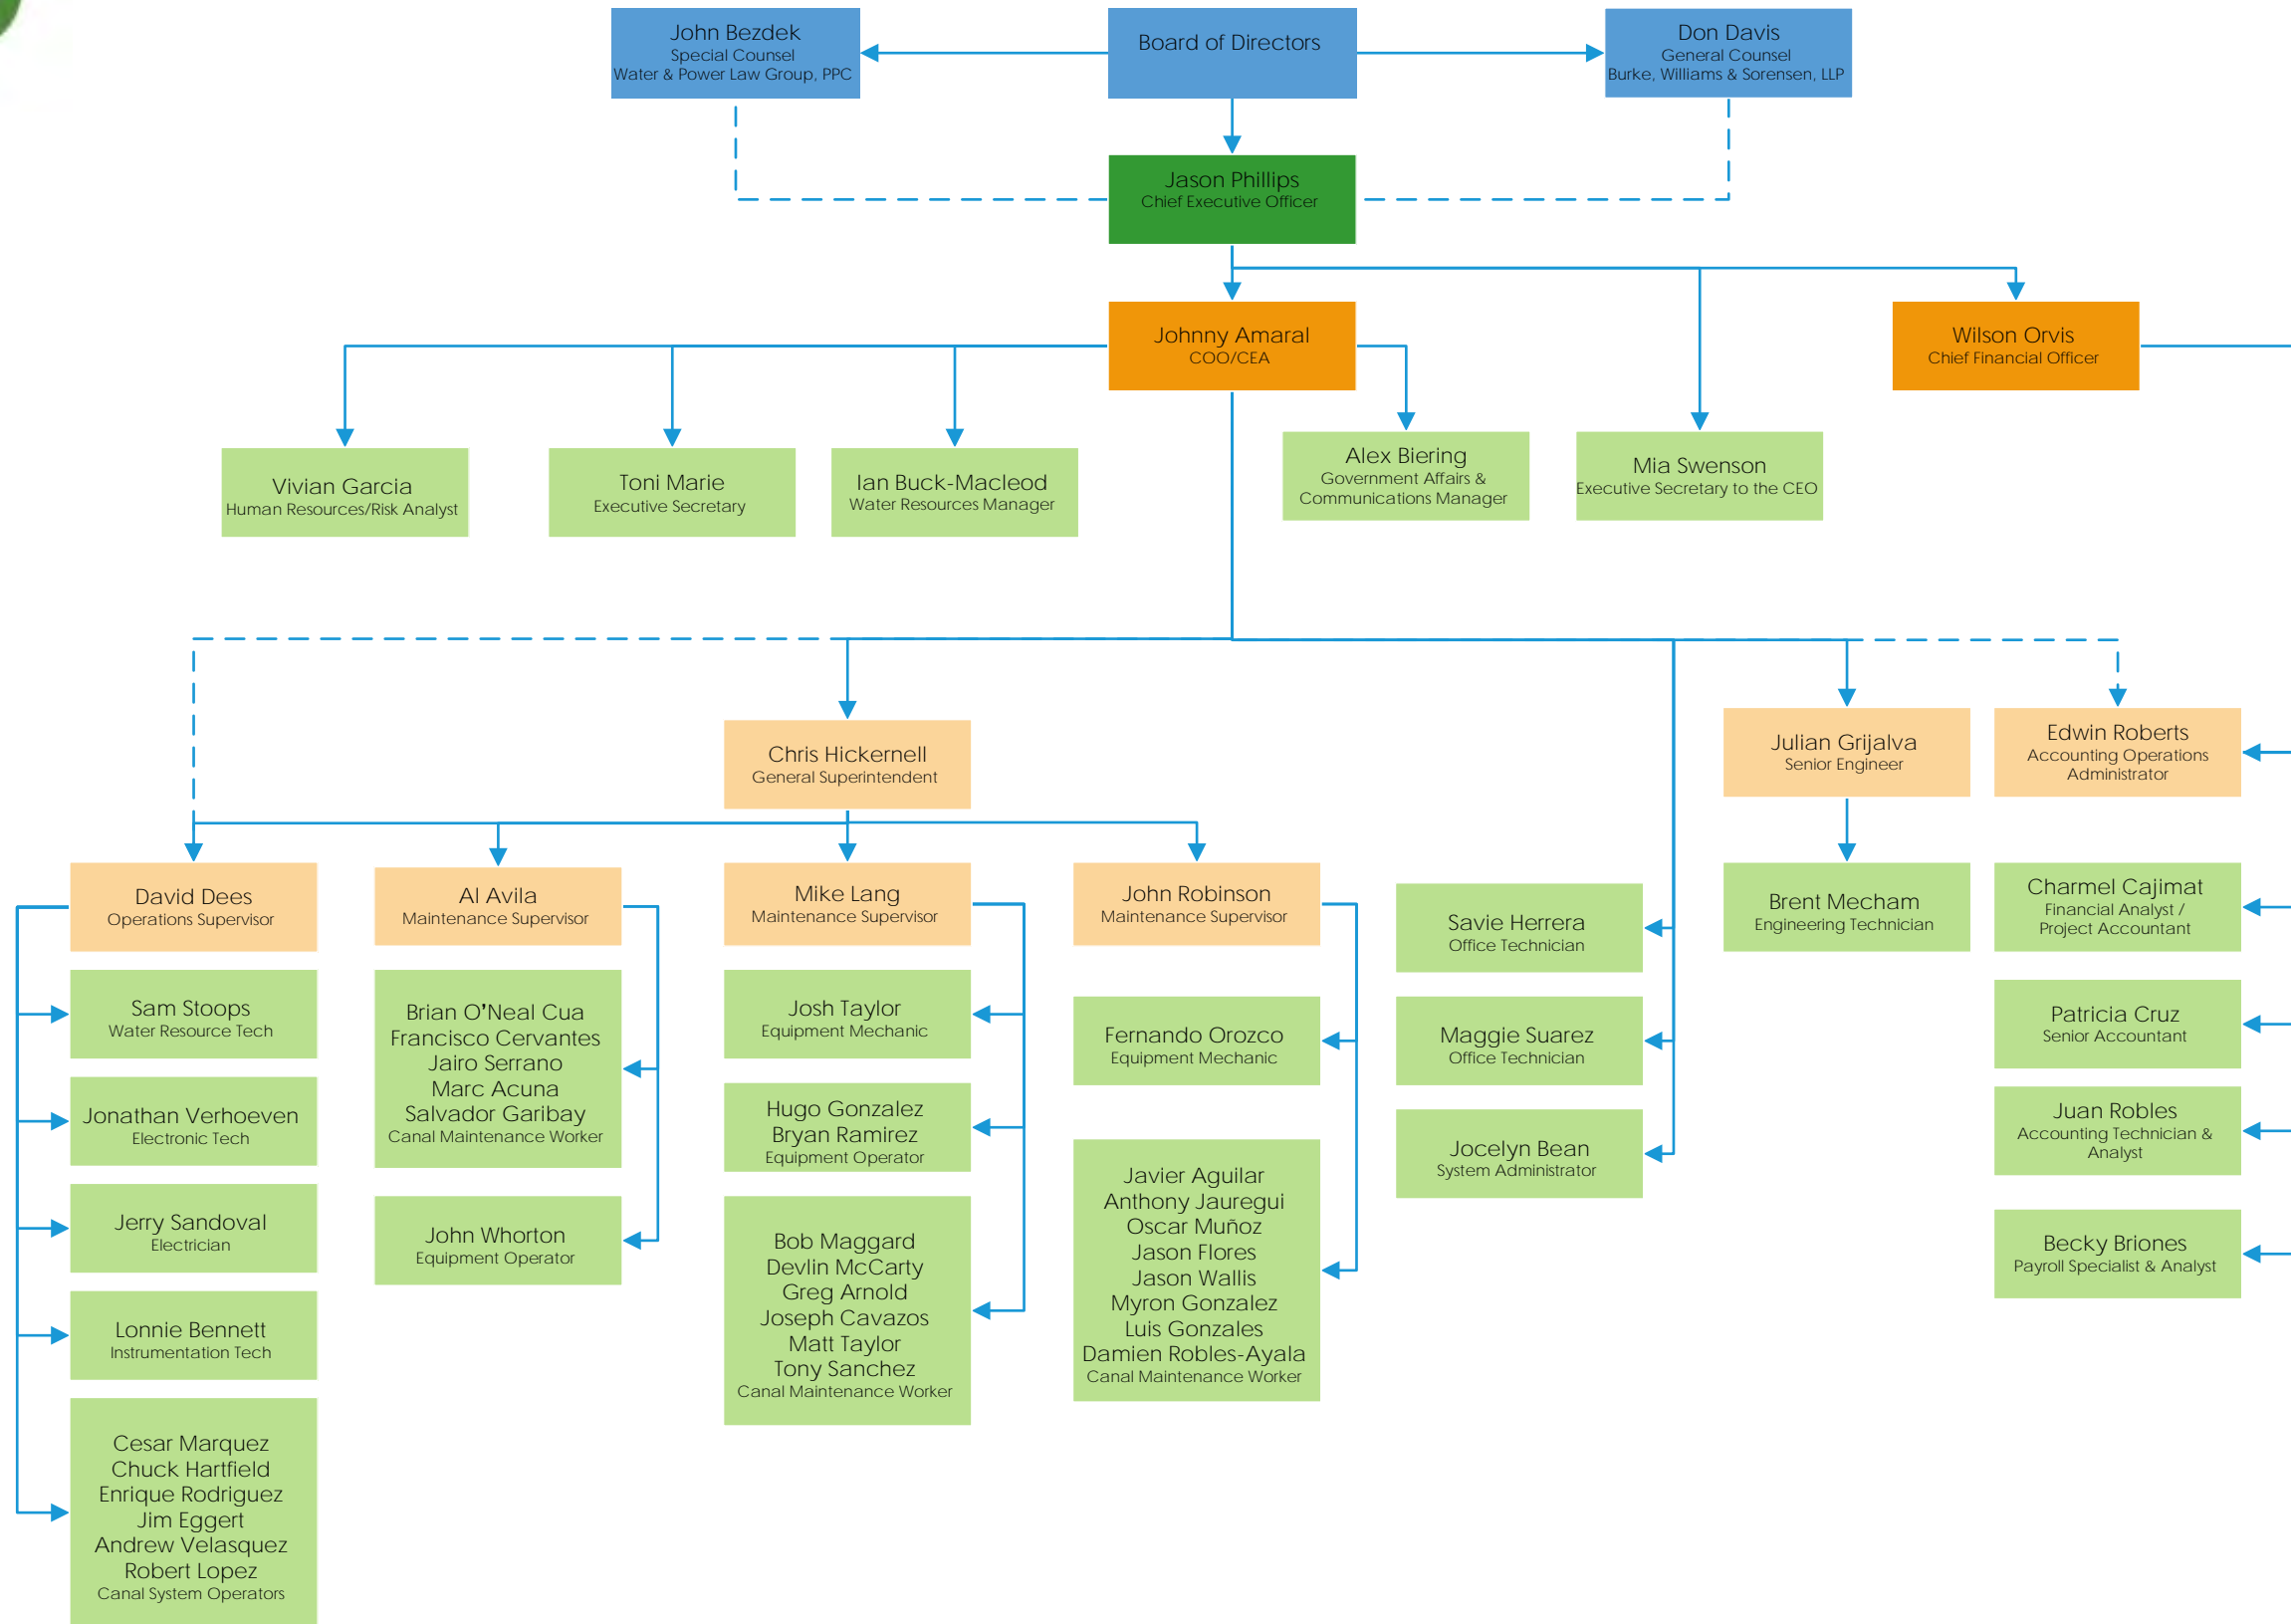 John Bezdek
Special Counsel
Water & Power Law Group, PPC
Board of Directors
Don Davis
General Counsel
Burke, Williams & Sorensen, LLP
Jason Phillips
Chief Executive Officer
Johnny Amaral
COO/CEA
Wilson Orvis
Chief Financial Officer
Vivian Garcia
Human Resources/Risk Analyst
Toni Marie
Executive Secretary
Ian Buck-Macleod
Water Resources Manager
Alex Biering
Government Affairs &
Communications Manager
Mia Swenson
Executive Secretary to the CEO
Chris Hickernell
General Superintendent
Julian Grijalva
Senior Engineer
Edwin Roberts
Accounting Operations
Administrator
David Dees
Operations Supervisor
Sam Stoops
Water Resource Tech
Jonathan Verhoeven
Electronic Tech
Jerry Sandoval
Electrician
Lonnie Bennett
Instrumentation Tech
Cesar Marquez
Chuck Hartfield
Enrique Rodriguez
Jim Eggert
Andrew Velasquez
Robert Lopez
Canal System Operators
Al Avila
Maintenance Supervisor
Brian O'Neal Cua
Francisco Cervantes
Jairo Serrano
Marc Acuna
Salvador Garibay
Canal Maintenance Worker
John Whorton
Equipment Operator
Mike Lang
Maintenance Supervisor
Josh Taylor
Equipment Mechanic
Hugo Gonzalez
Bryan Ramirez
Equipment Operator
Bob Maggard
Devlin McCarty
Greg Arnold
Joseph Cavazos
Matt Taylor
Tony Sanchez
Canal Maintenance Worker
John Robinson
Maintenance Supervisor
Fernando Orozco
Equipment Mechanic
Javier Aguilar
Anthony Jauregui
Oscar Muñoz
Jason Flores
Jason Wallis
Myron Gonzalez
Luis Gonzales
Damien Robles-Ayala
Canal Maintenance Worker
Savie Herrera
Office Technician
Maggie Suarez
Office Technician
Jocelyn Bean
System Administrator
Brent Mecham
Engineering Technician
Charmel Cajimat
Financial Analyst /
Project Accountant
Patricia Cruz
Senior Accountant
Juan Robles
Accounting Technician &
Analyst
Becky Briones
Payroll Specialist & Analyst